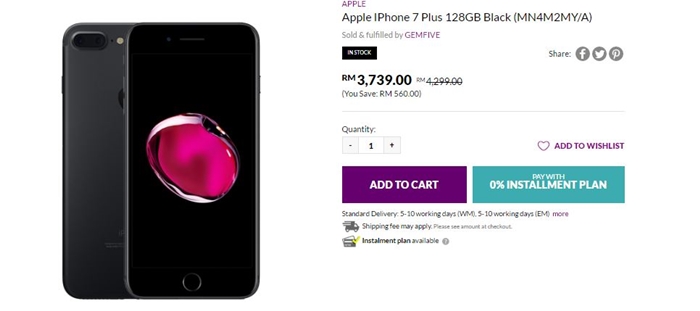 APPLE
Apple IPhone 7 Plus 128GB Black (MN4M2MY/A)
Sold & fulfilled by GEMFIVE
IN STOCK
Share:
RM 3,739.00 RM 4,299.00
(You Save: RM 560.00)
Quantity:
- 1 +
ADD TO WISHLIST
ADD TO CART
PAY WITH
0% INSTALLMENT PLAN
Standard Delivery: 5-10 working days (WM), 5-10 working days (EM) more
Shipping fee may apply. Please see amount at checkout.
Instalment plan available ?